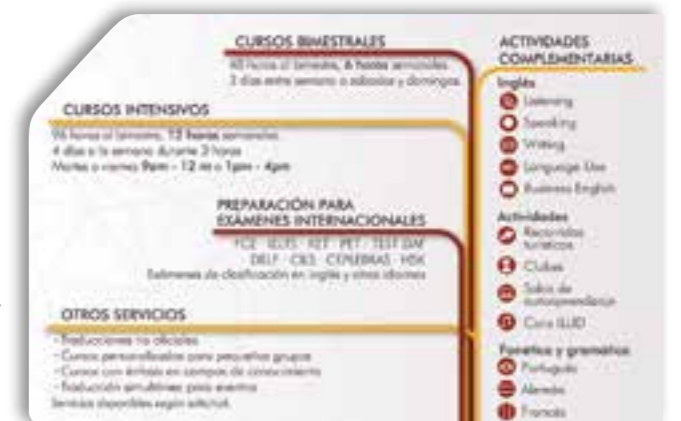 CURSOS BIMESTRALES
48 horas al bimestre, 6 horas semanales
3 días entre semana o sábados y domingos
CURSOS INTENSIVOS
96 horas al bimestre, 12 horas semanales
4 días a la semana durante 3 horas
Martes a viernes 9am - 12 m o 1pm - 4pm
PREPARACIÓN PARA
EXÁMENES INTERNACIONALES
FCE IELTS KET PET TEST DAF
DELF CILS CELPEBRAS HSK
Exámenes de clasificación en inglés y otros idiomas
OTROS SERVICIOS
- Traducciones no oficiales
- Cursos personalizados para pequeños grupos
- Cursos con énfasis en campos de conocimiento
- Traducción simultánea para eventos
Servicios disponibles según solicitud.
ACTIVIDADES
COMPLEMENTARIAS
Inglés
Listening
Speaking
Writing
Language Use
Business English
Actividades
Recorridos
turísticos
Clubes
Salas de
autoaprendizaje
Coro ILUD
Fonética y gramática
Portugués
Alemán
Francés